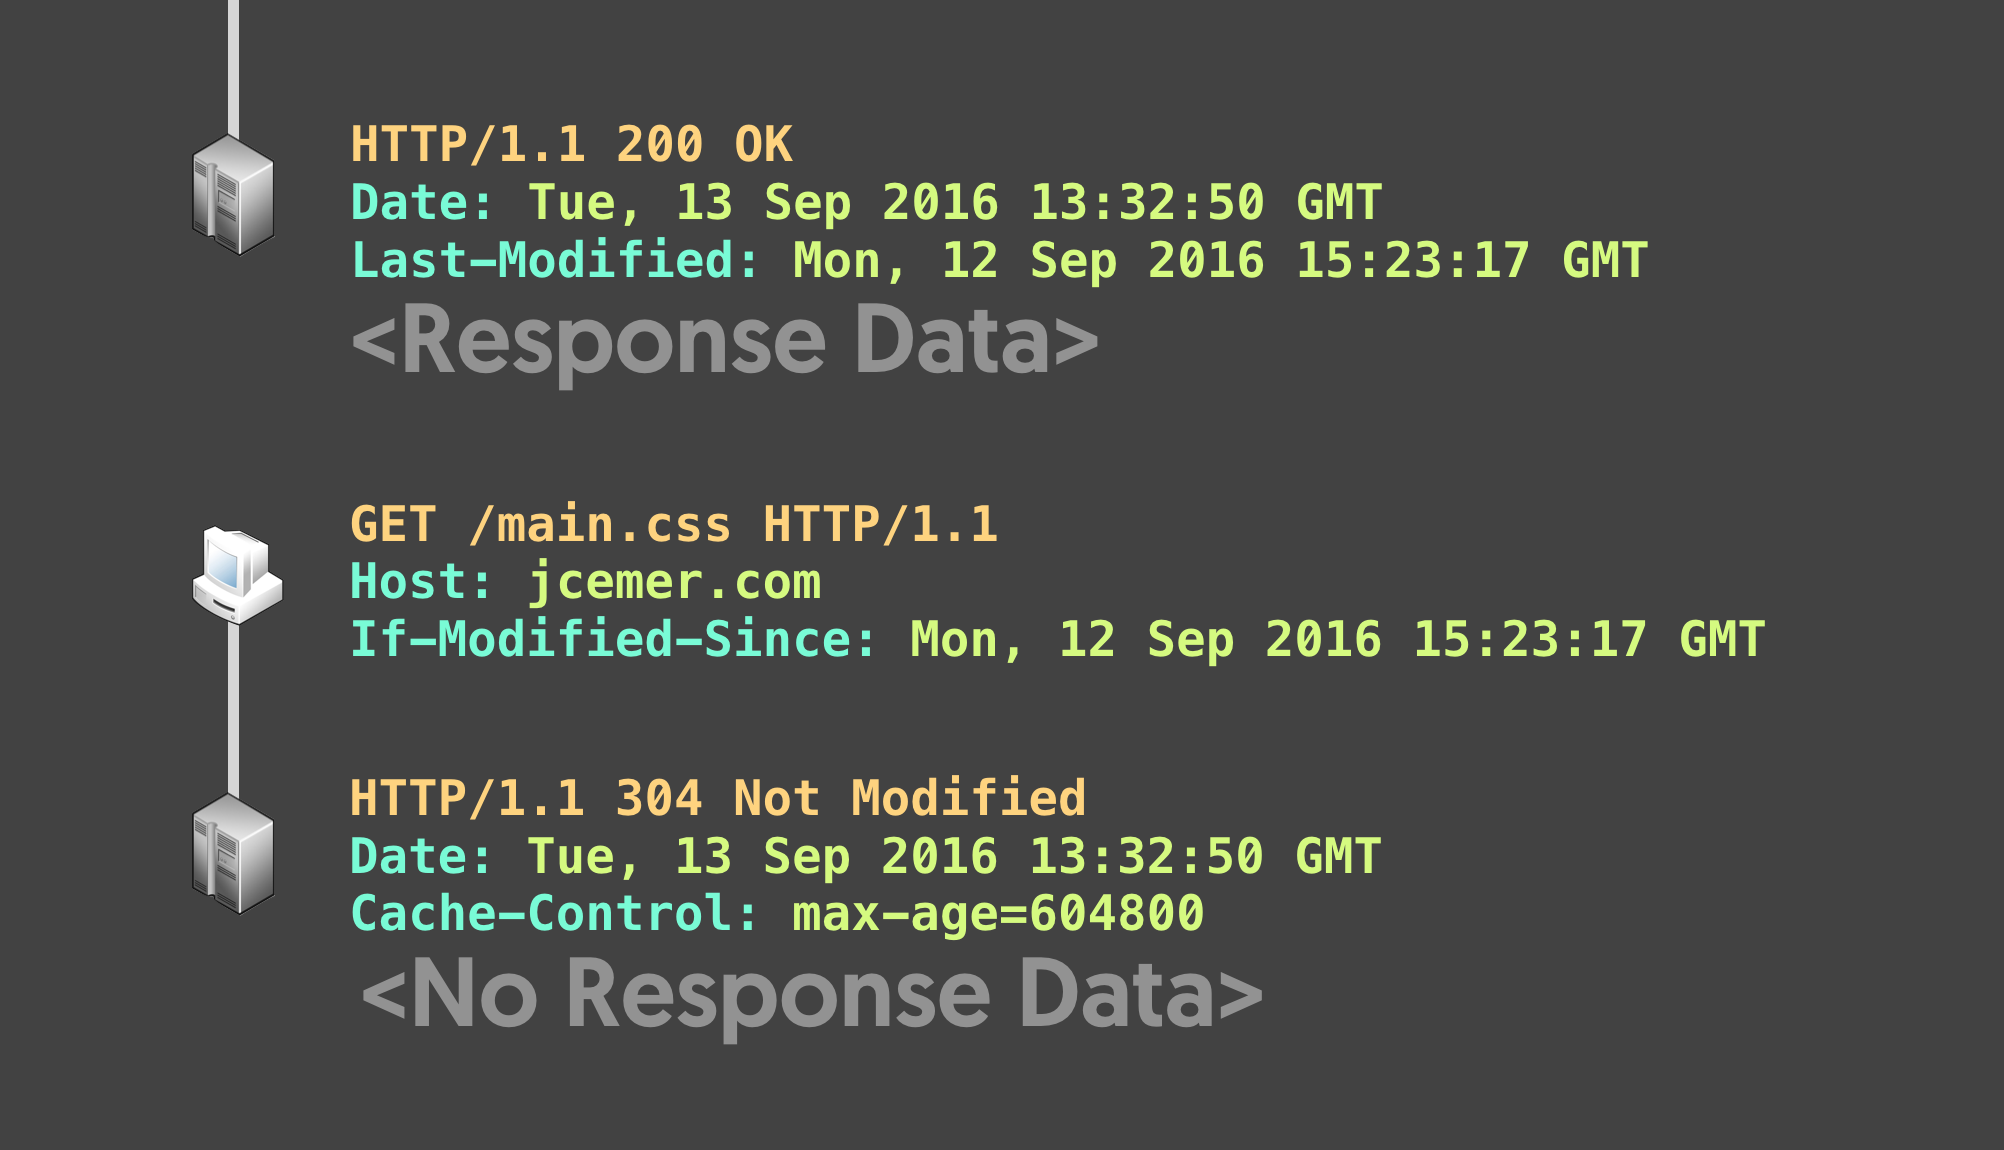 HTTP/1.1 200 OK
Date: Tue, 13 Sep 2016 13:32:50 GMT
Last-Modified: Mon, 12 Sep 2016 15:23:17 GMT
<Response Data>
GET /main.css HTTP/1.1
Host: jcemer.com
If-Modified-Since: Mon, 12 Sep 2016 15:23:17 GMT
HTTP/1.1 304 Not Modified
Date: Tue, 13 Sep 2016 13:32:50 GMT
Cache-Control: max-age=604800
<No Response Data>